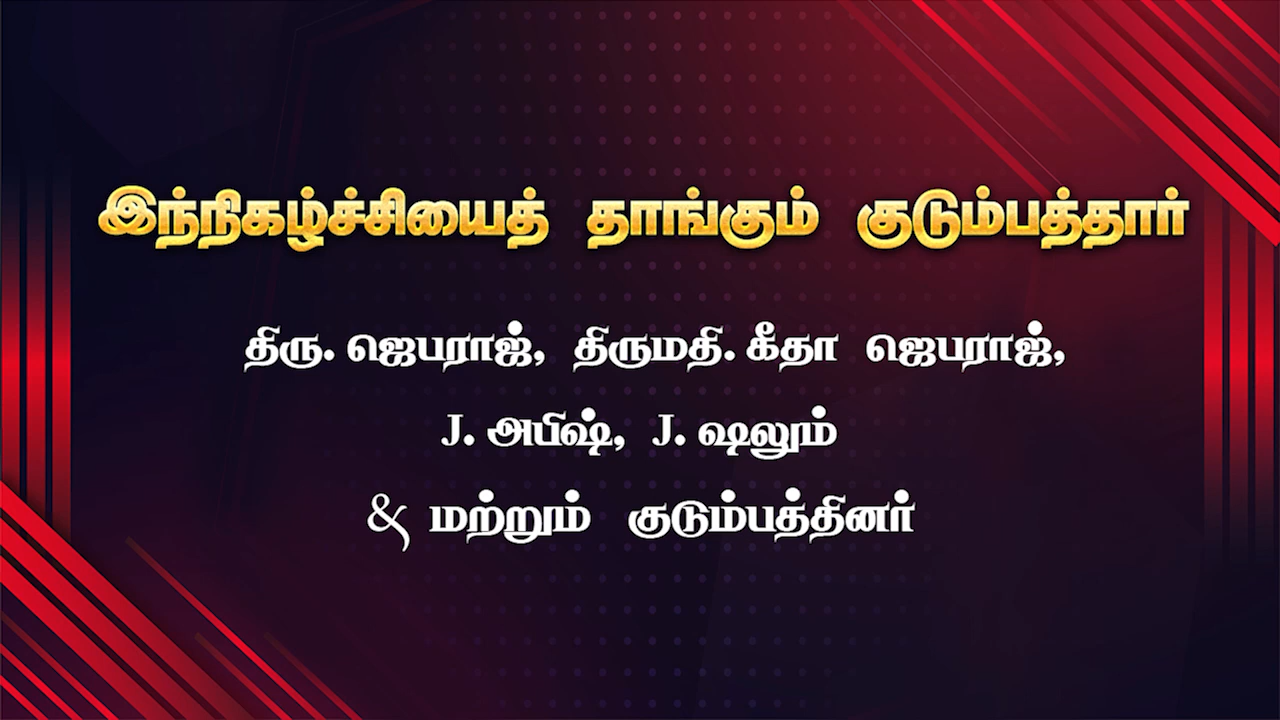 இந்நிகழ்ச்சியைத் தாங்கும் குடும்பத்தார்
திரு. ஜெபராஜ், திருமதி. கீதா ஜெபராஜ்,
J. அபிஷ், J. ஷலூம்
& மற்றும் குடும்பத்தினர்